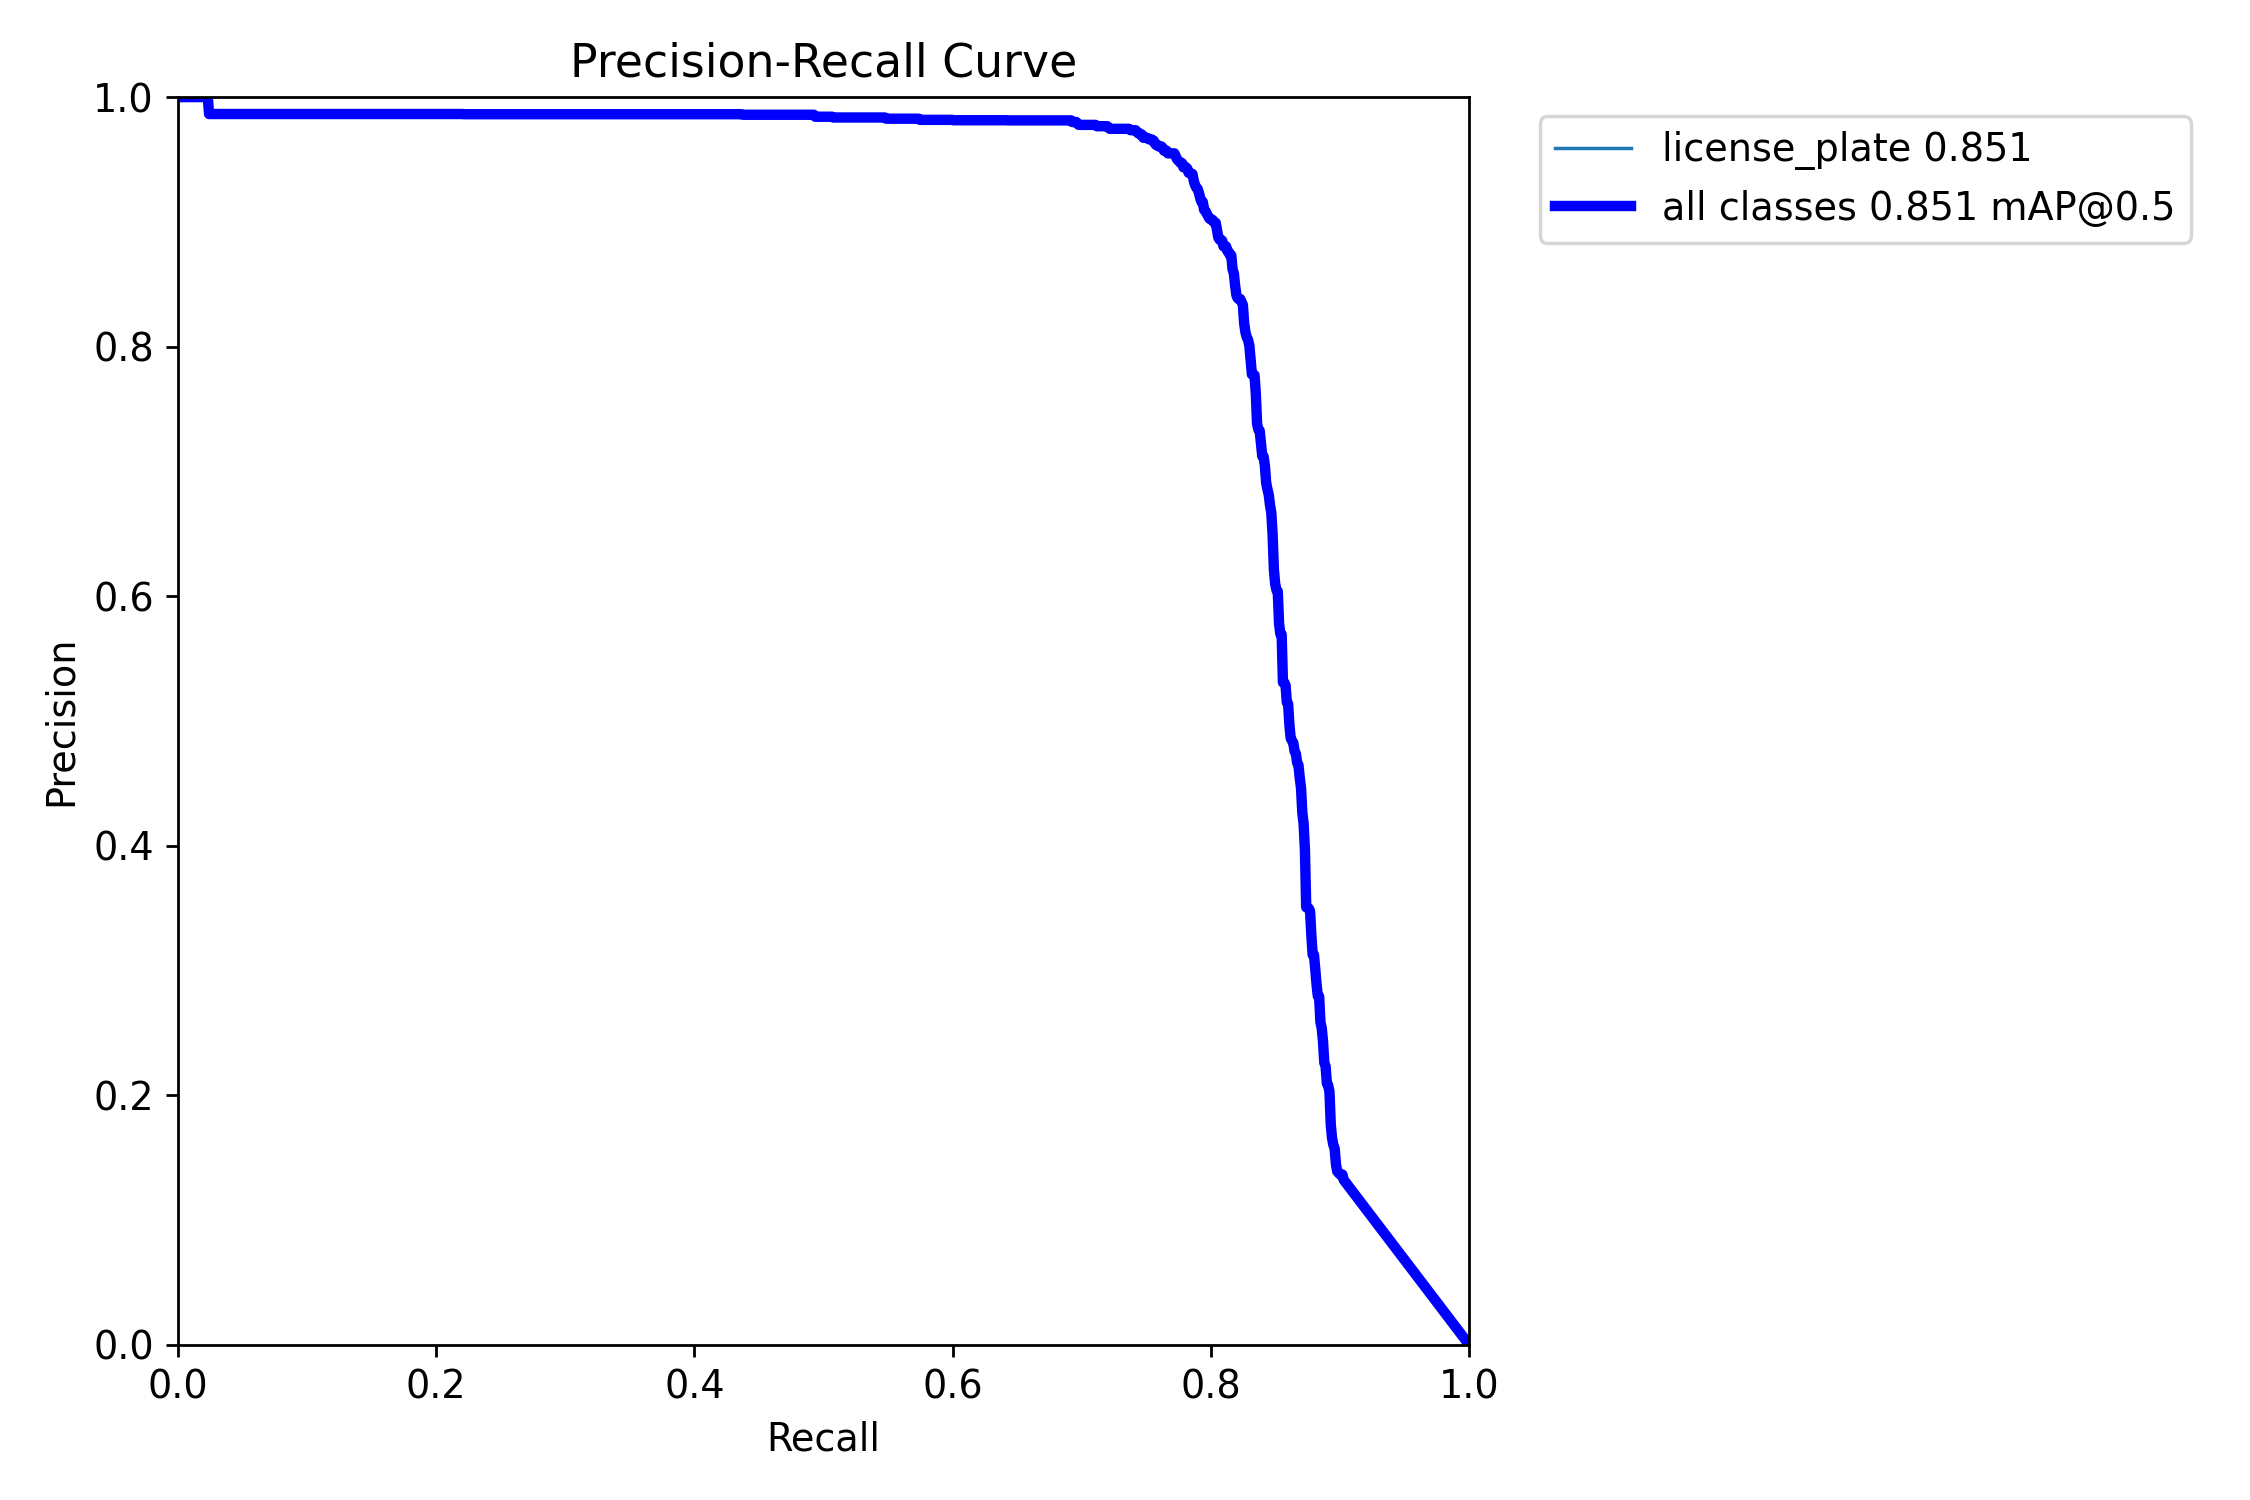 Precision-Recall Curve
1.0
0.8
0.6
0.4
0.2
0.0
Precision
0.0 0.2 0.4 0.6 0.8 1.0
Recall
license_plate 0.851
all classes 0.851 mAP@0.5